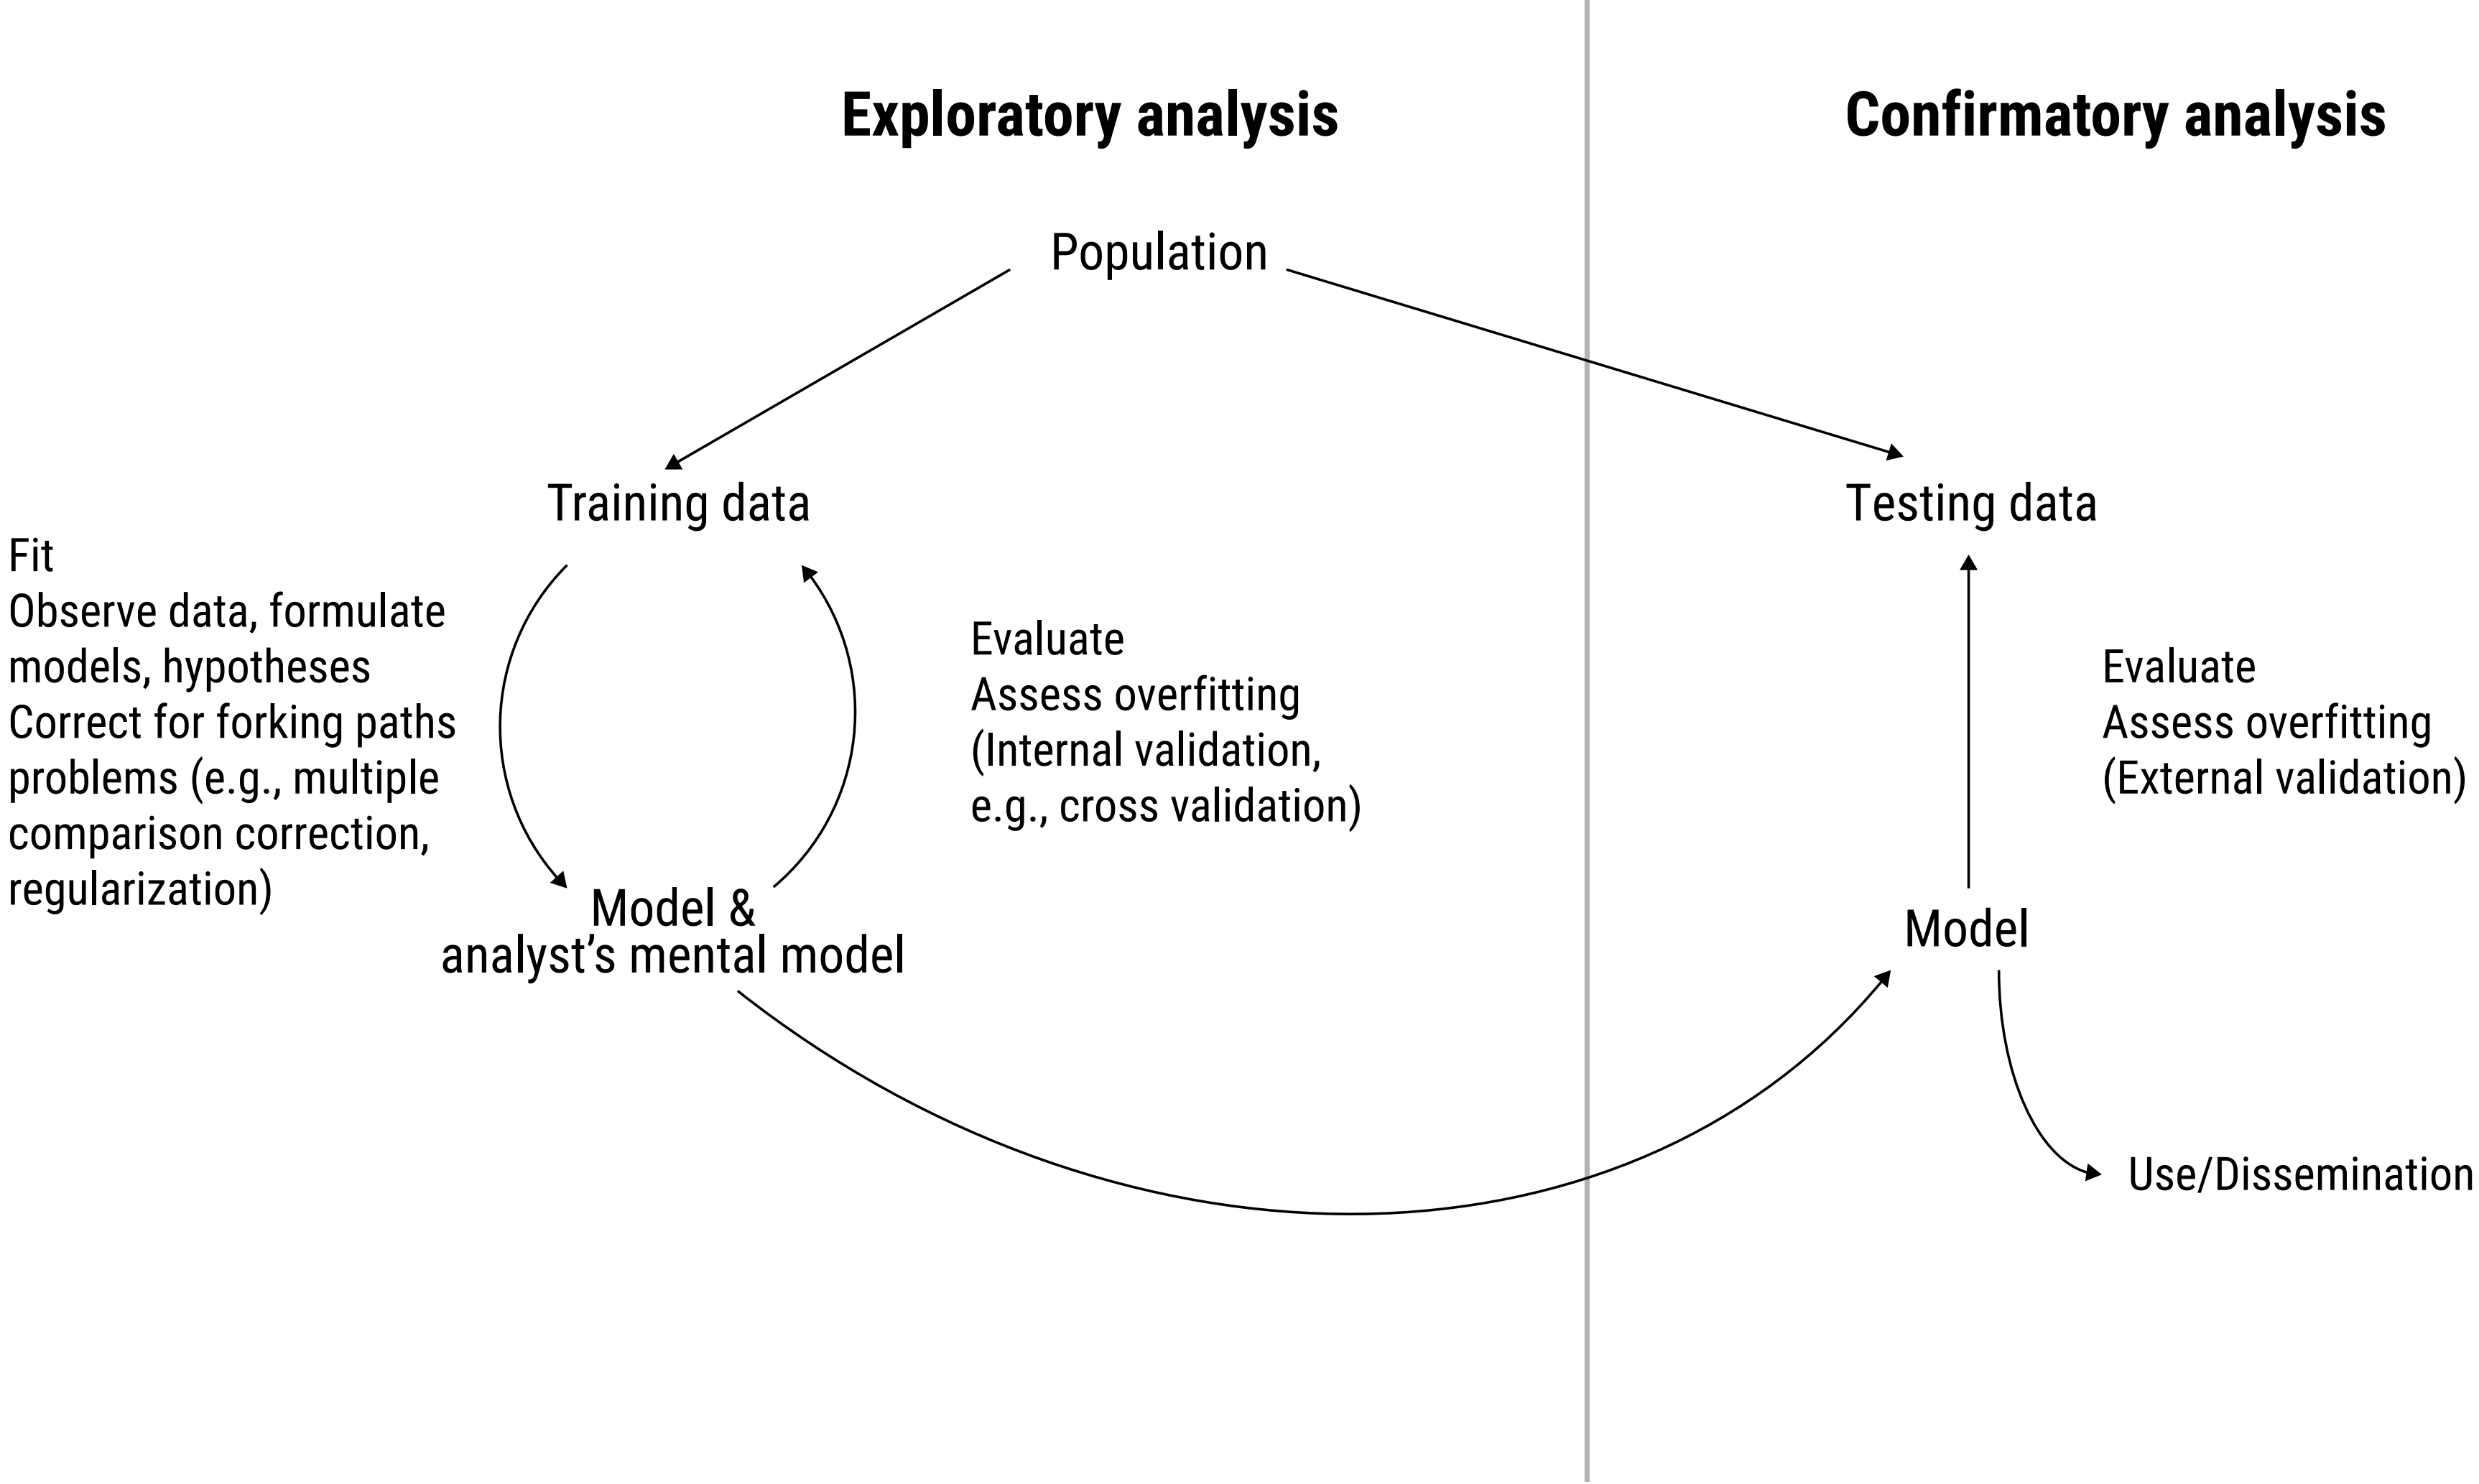 Exploratory analysis
Confirmatory analysis
Population
Training data
Testing data
Fit
Observe data, formulate
models, hypotheses
Correct for forking paths
problems (e.g., multiple
comparison correction,
regularization)
Evaluate
Assess overfitting
(Internal validation,
e.g., cross validation)
Evaluate
Assess overfitting
(External validation)
Model &
analyst’s mental model
Model
Use/Dissemination